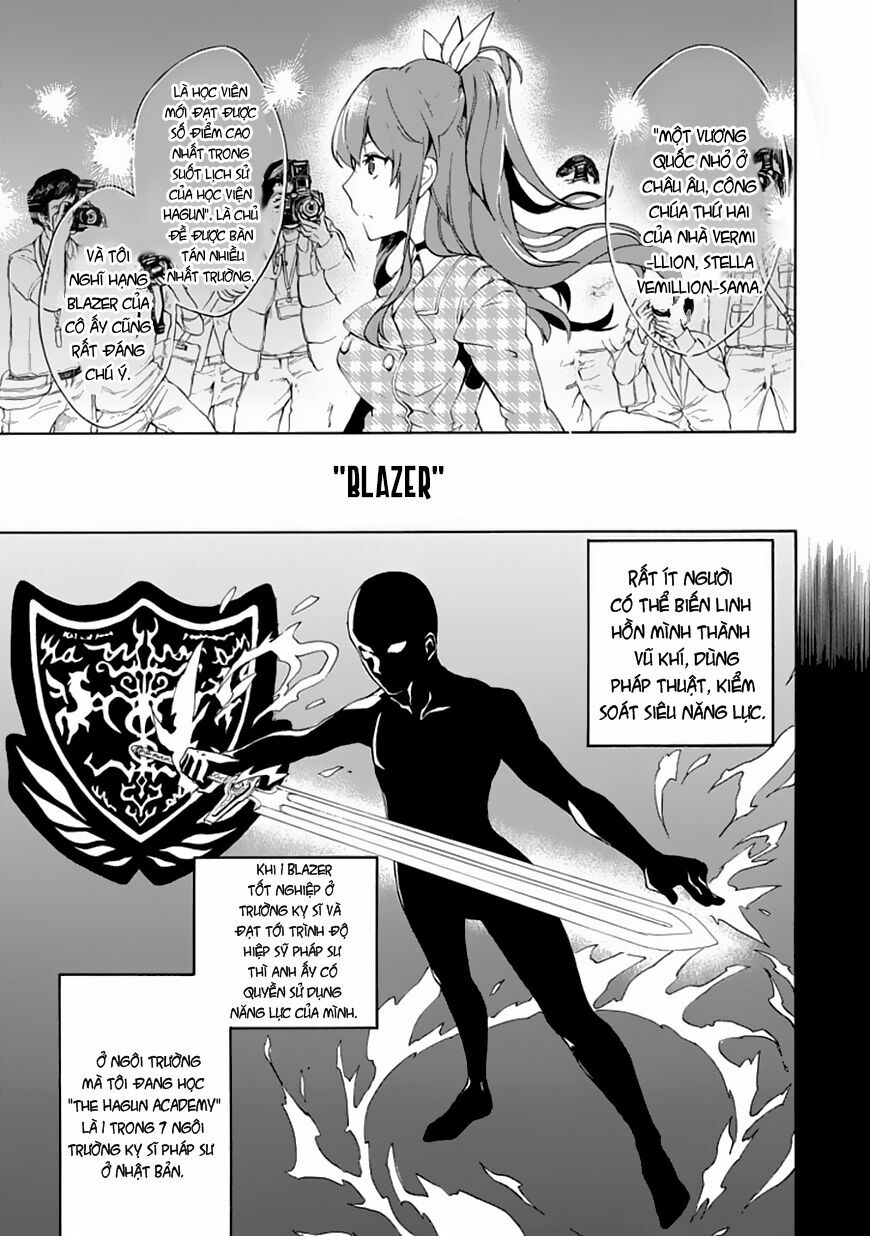 "MỘT VƯƠNG
QUỐC NHỎ Ở
CHÂU ÂU, CÔNG
CHÚA THỨ HAI
CỦA NHÀ VERMI
-LLION, STELLA
VEMILLION-SAMA.
LÀ HỌC VIÊN
MỚI ĐẠT ĐƯỢC
SỐ ĐIỂM CAO
NHẤT TRONG
SUỐT LỊCH SỬ
CỦA HỌC VIỆN
HAGUN". LÀ CHỦ
ĐỀ ĐƯỢC BÀN
TÁN NHIỀU
NHẤT TRƯỜNG.
VÀ TÔI
NGHĨ HẠNG
BLAZER CỦA
CÔ ẤY CŨNG
RẤT ĐÁNG
CHÚ Ý.
"BLAZER"
RẤT ÍT NGƯỜI
CÓ THỂ BIẾN LINH
HỒN MÌNH THÀNH
VŨ KHÍ, DÙNG
PHÁP THUẬT, KIỂM
SOÁT SIÊU NĂNG LỰC.
KHI 1 BLAZER
TỐT NGHIỆP Ở
TRƯỜNG KỴ SĨ VÀ
ĐẠT TỚI TRÌNH ĐỘ
HIỆP SỸ PHÁP SƯ
THÌ ANH ẤY CÓ
QUYỀN SỬ DỤNG
NĂNG LỰC CỦA MÌNH.
Ở NGÔI TRƯỜNG
MÀ TÔI ĐANG HỌC
"THE HAGUN ACADEMY"
LÀ 1 TRONG 7 NGÔI
TRƯỜNG KỴ SĨ PHÁP SƯ
Ở NHẬT BẢN.